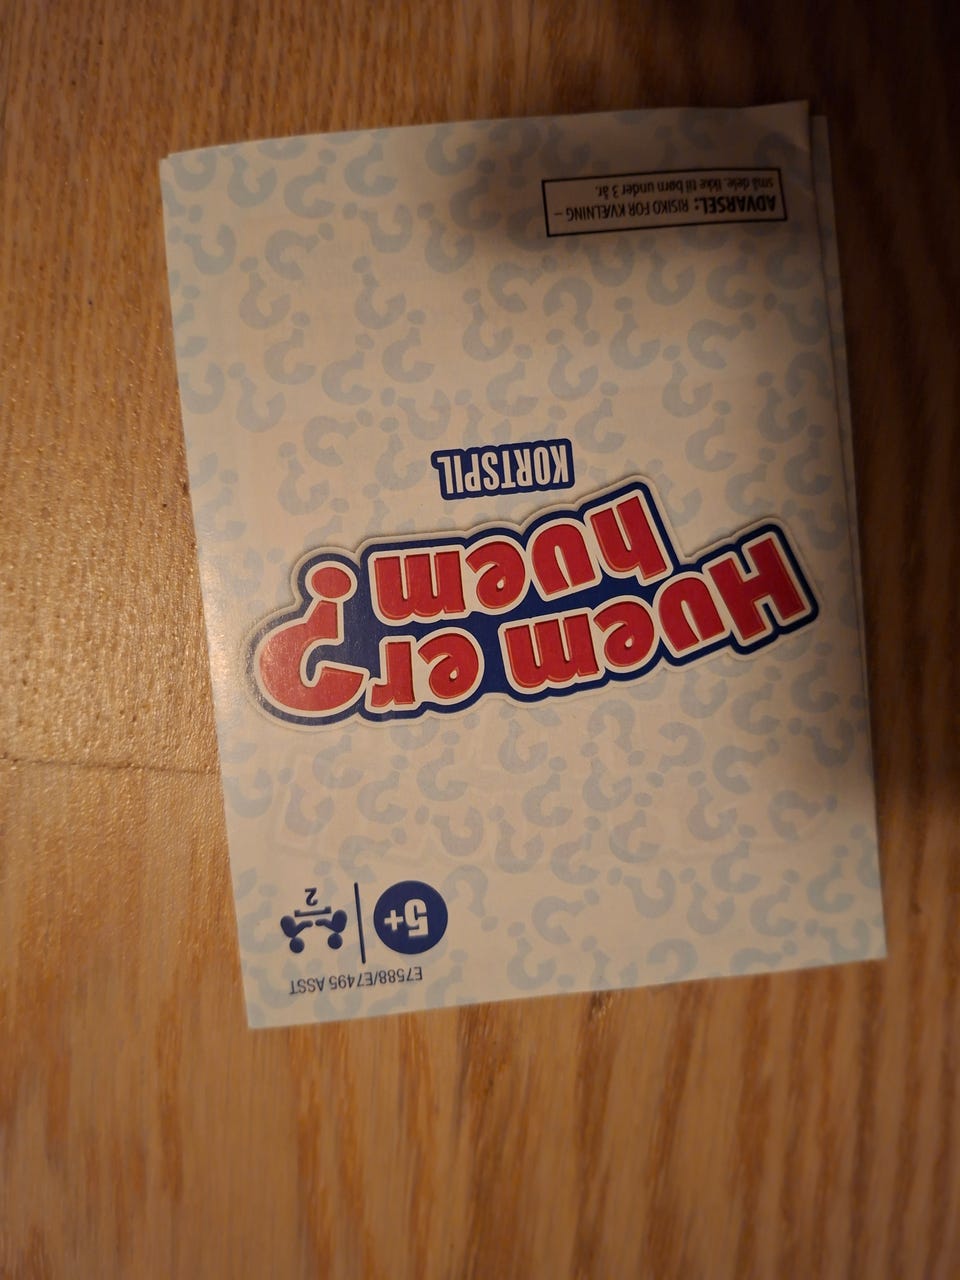 E7588/E7495 ASST
5+
2
Hvem er
hvem?
KORTSPIL
ADVARSEL: RISIKO FOR KVÆLNING –
små dele. Ikke til børn under 3 år.